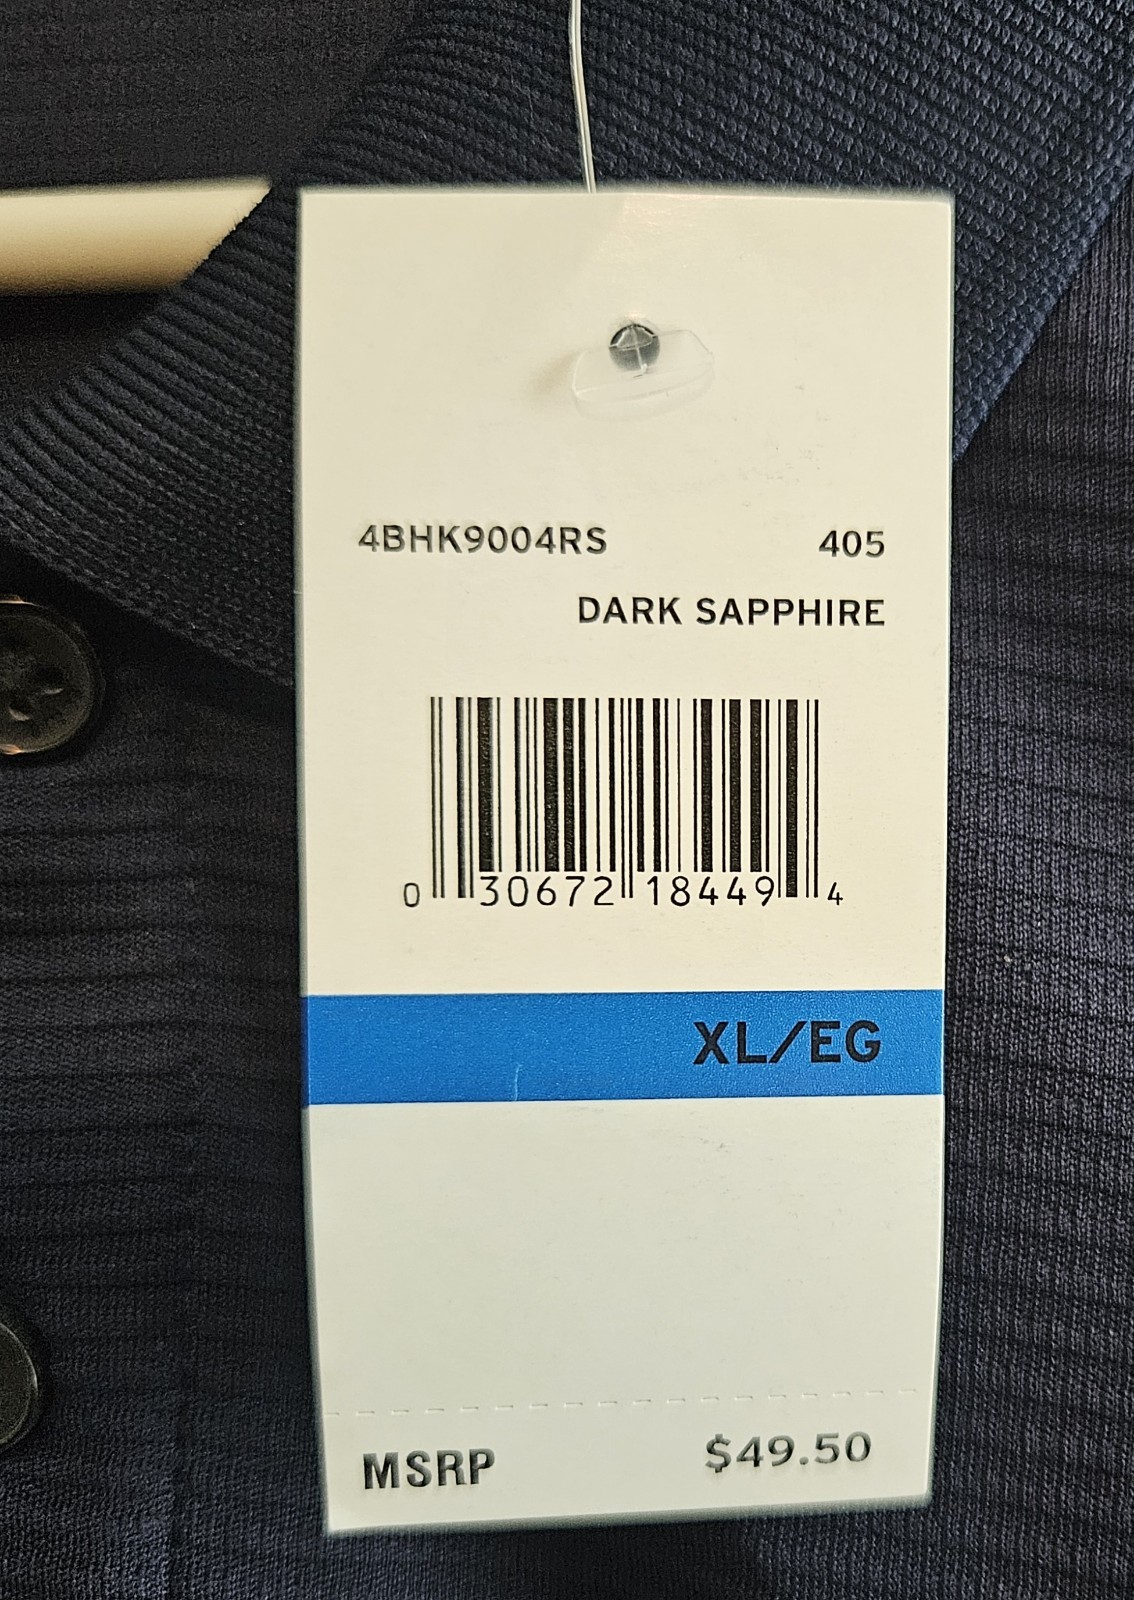 4BHK9004RS 405
DARK SAPPHIRE
0 30672 18449 4
XL/EG
MSRP $49.50